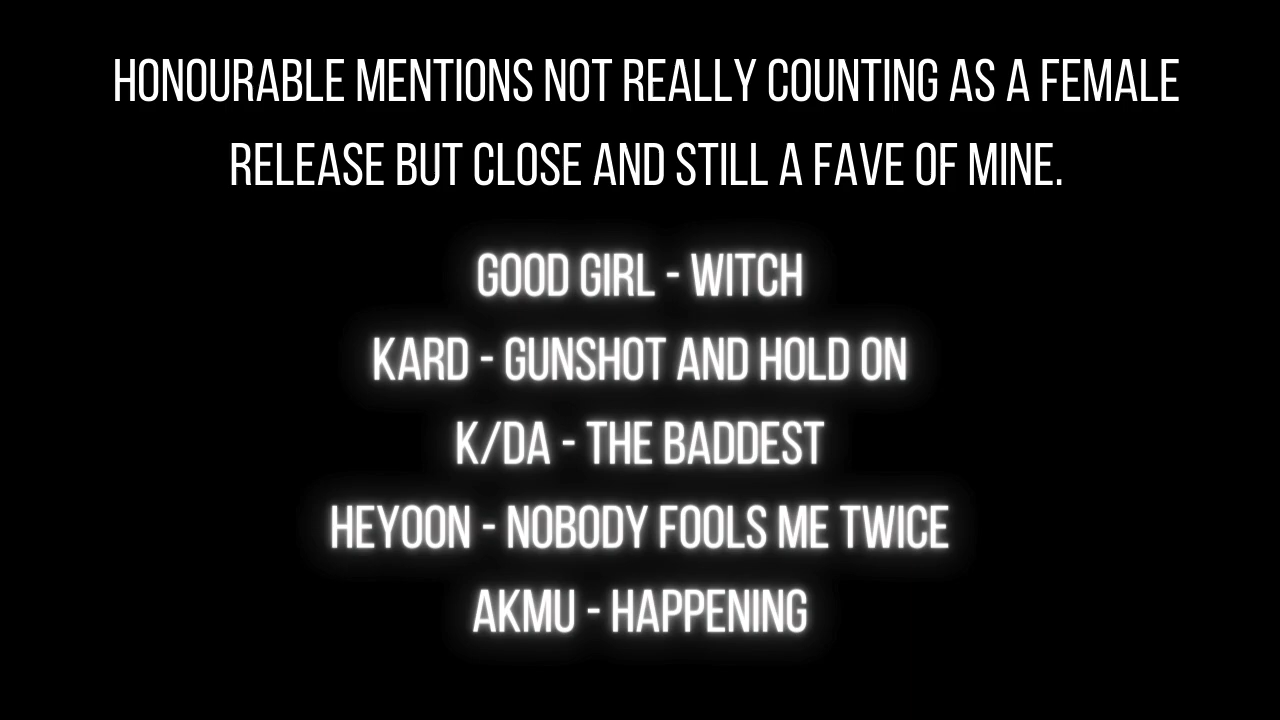 HONOURABLE MENTIONS NOT REALLY COUNTING AS A FEMALE
RELEASE BUT CLOSE AND STILL A FAVE OF MINE.
GOOD GIRL - WITCH
KARD - GUNSHOT AND HOLD ON
K/DA - THE BADDEST
HEYOON - NOBODY FOOLS ME TWICE
AKMU - HAPPENING